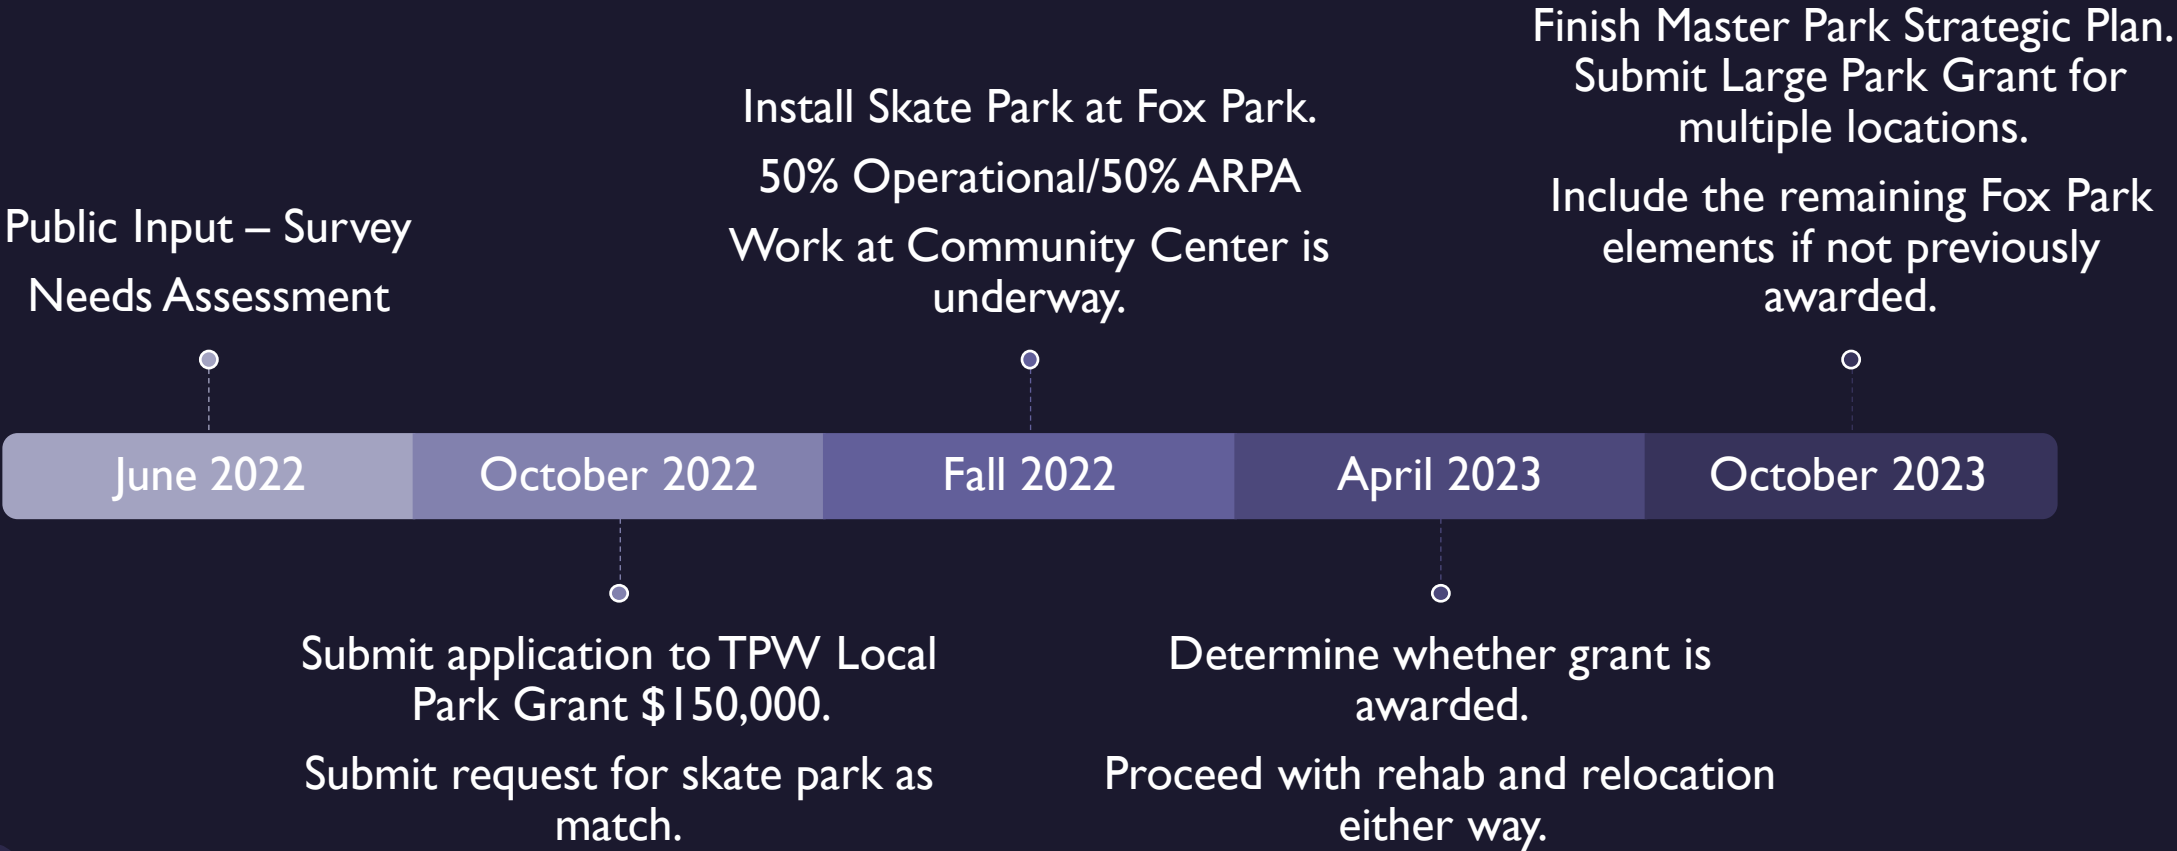 Public Input – Survey
Needs Assessment
June 2022
Submit application to TPW Local
Park Grant $150,000.
Submit request for skate park as
match.
October 2022
Install Skate Park at Fox Park.
50% Operational/50% ARPA
Work at Community Center is
underway.
Fall 2022
Determine whether grant is
awarded.
Proceed with rehab and relocation
either way.
April 2023
Finish Master Park Strategic Plan.
Submit Large Park Grant for
multiple locations.
Include the remaining Fox Park
elements if not previously
awarded.
October 2023